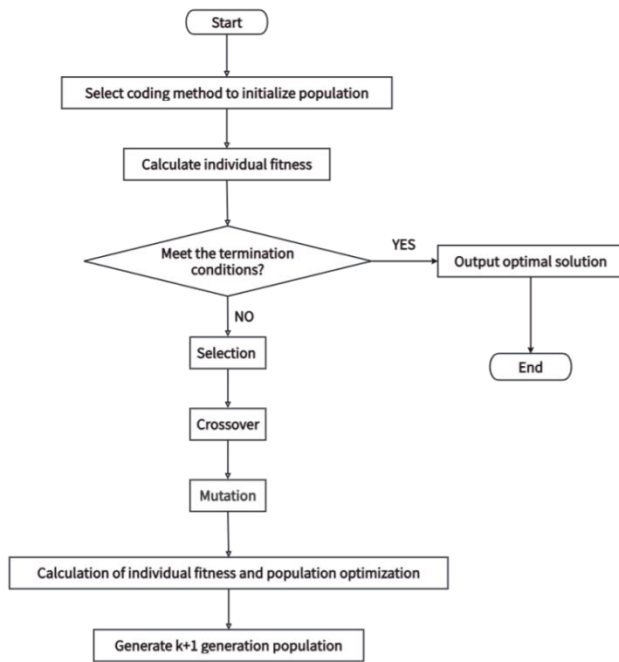 Start
Select coding method to initialize population
Calculate individual fitness
Meet the termination
conditions?
YES
Output optimal solution
End
NO
Selection
Crossover
Mutation
Calculation of individual fitness and population optimization
Generate k+1 generation population